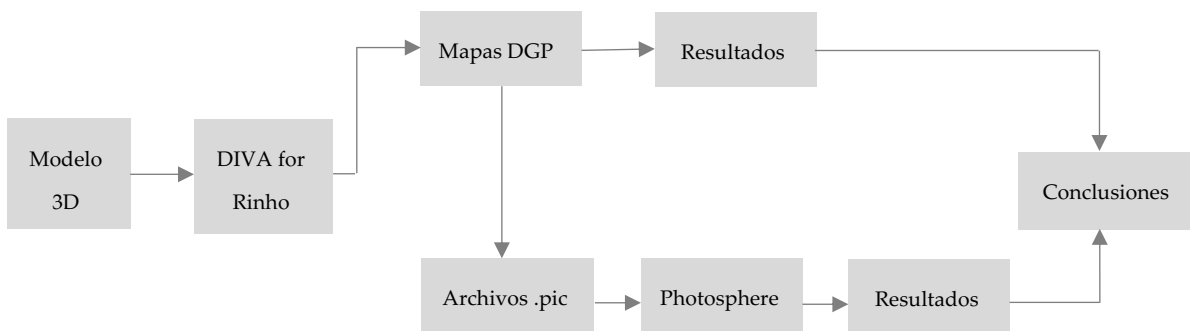 Mapas DGP
Resultados
Modelo
3D
DIVA for
Rinho
Conclusiones
Archivos .pic
Photosphere
Resultados